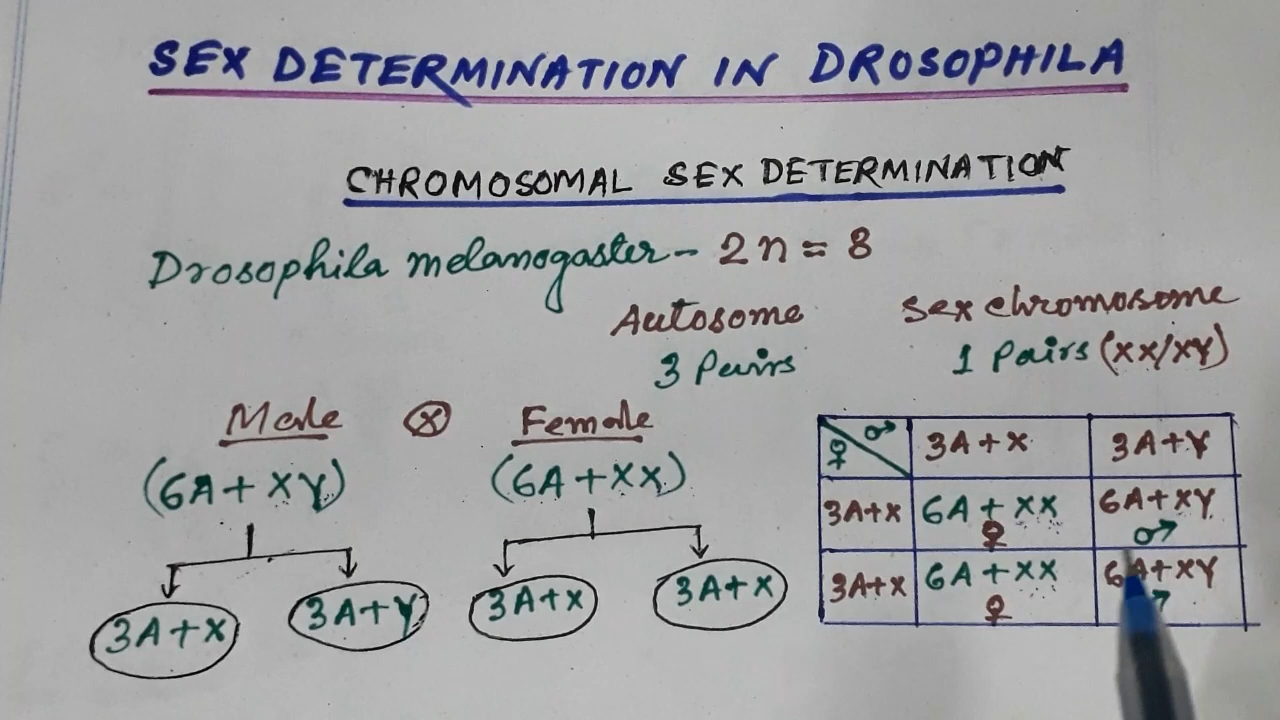 SEX DETERMINATION IN DROSOPHILA
CHROMOSOMAL SEX DETERMINATION
Drosophila melanogaster - 2n = 8
Autosome Sex chromosome
3 Pairs 1 Pairs (XX/XY)
Male ⊗ Female
(6A+XY) (6A+XX)
3A+X 3A+Y 3A+X 3A+X
♀ ♂ 3A+X 3A+Y
3A+X 6A+XX ♀ 6A+XY ♂
3A+X 6A+XX ♀ 6A+XY